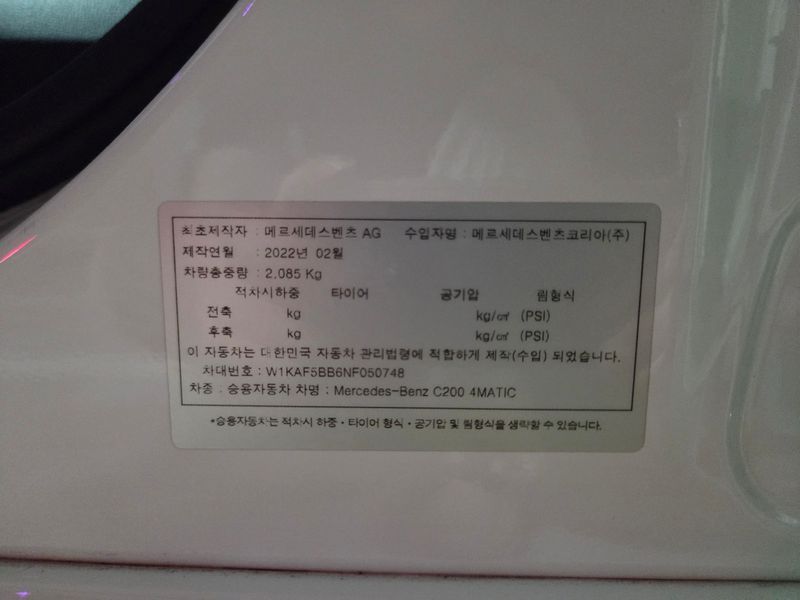 최초제작자 : 메르세데스벤츠 AG 수입자명 : 메르세데스벤츠코리아(주)
제작연월 : 2022년 02월
차량총중량 : 2.085 Kg
적차시하중 타이어 공기압 림형식
전축 kg kg/㎠ (PSI)
후축 kg kg/㎠ (PSI)
이 자동차는 대한민국 자동차 관리법령에 적합하게 제작(수입) 되었습니다.
차대번호 : W1KAF5BB6NF050748
차종 : 승용자동차 차명 : Mercedes-Benz C200 4MATIC
*승용자동차는 적차시 하중·타이어 형식·공기압 및 림형식을 생략할 수 있습니다.